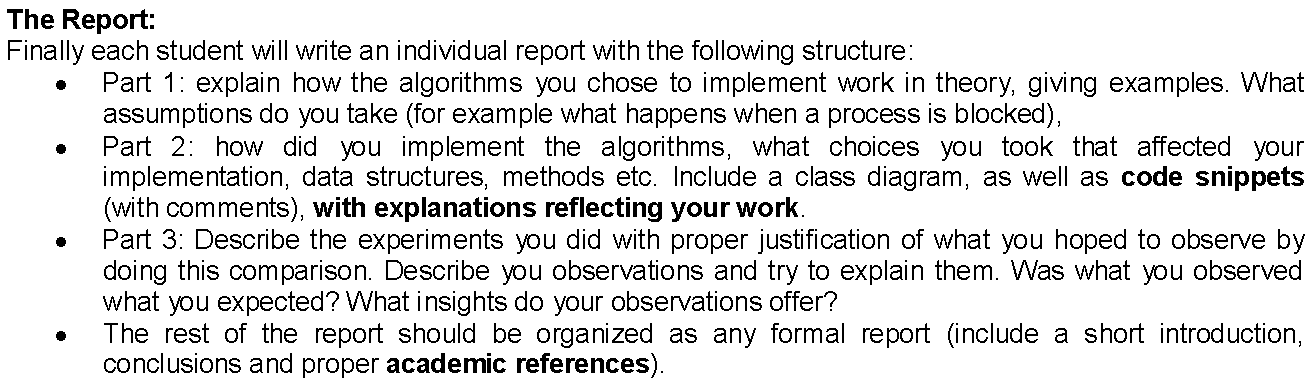 The Report:
Finally each student will write an individual report with the following structure:
• Part 1: explain how the algorithms you chose to implement work in theory, giving examples. What
assumptions do you take (for example what happens when a process is blocked),
• Part 2: how did you implement the algorithms, what choices you took that affected your
implementation, data structures, methods etc. Include a class diagram, as well as code snippets
(with comments), with explanations reflecting your work.
• Part 3: Describe the experiments you did with proper justification of what you hoped to observe by
doing this comparison. Describe you observations and try to explain them. Was what you observed
what you expected? What insights do your observations offer?
• The rest of the report should be organized as any formal report (include a short introduction,
conclusions and proper academic references).